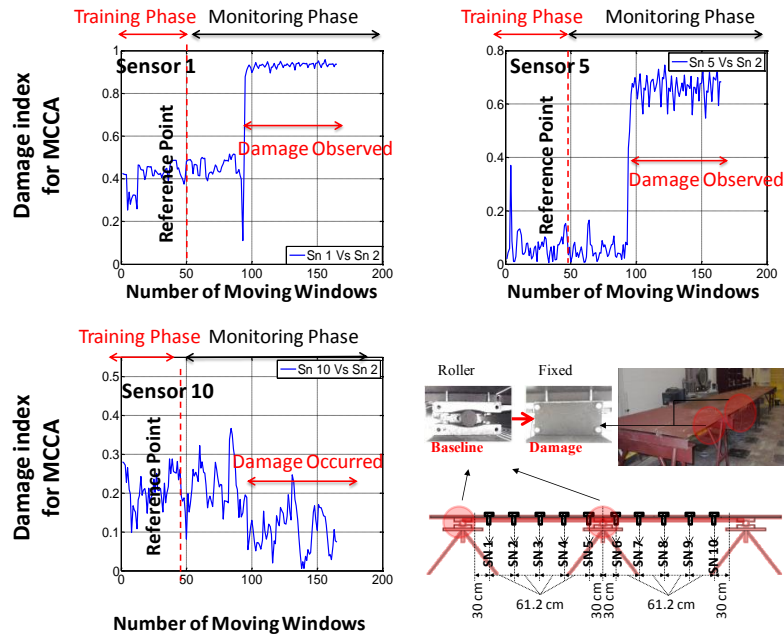 Training Phase Monitoring Phase
Sensor 1
Reference Point
Damage Observed
Sn 1 Vs Sn 2
Damage index
for MCCA
0 0.2 0.4 0.6 0.8 1
0 50 100 150 200
Number of Moving Windows
Training Phase Monitoring Phase
Sensor 5
Sn 5 Vs Sn 2
Reference Point
Damage Observed
0 0.2 0.4 0.6 0.8
0 50 100 150 200
Number of Moving Windows
Training Phase Monitoring Phase
Sensor 10
Sn 10 Vs Sn 2
Reference Point
Damage Occurred
Damage index
for MCCA
0 0.1 0.2 0.3 0.4 0.5
0 50 100 150 200
Number of Moving Windows
Roller Fixed
Baseline Damage
SN 1 SN 2 SN 3 SN 4 SN 5 SN 6 SN 7 SN 8 SN 9 SN 10
30 cm 61.2 cm 30 cm 30 cm 61.2 cm 30 cm